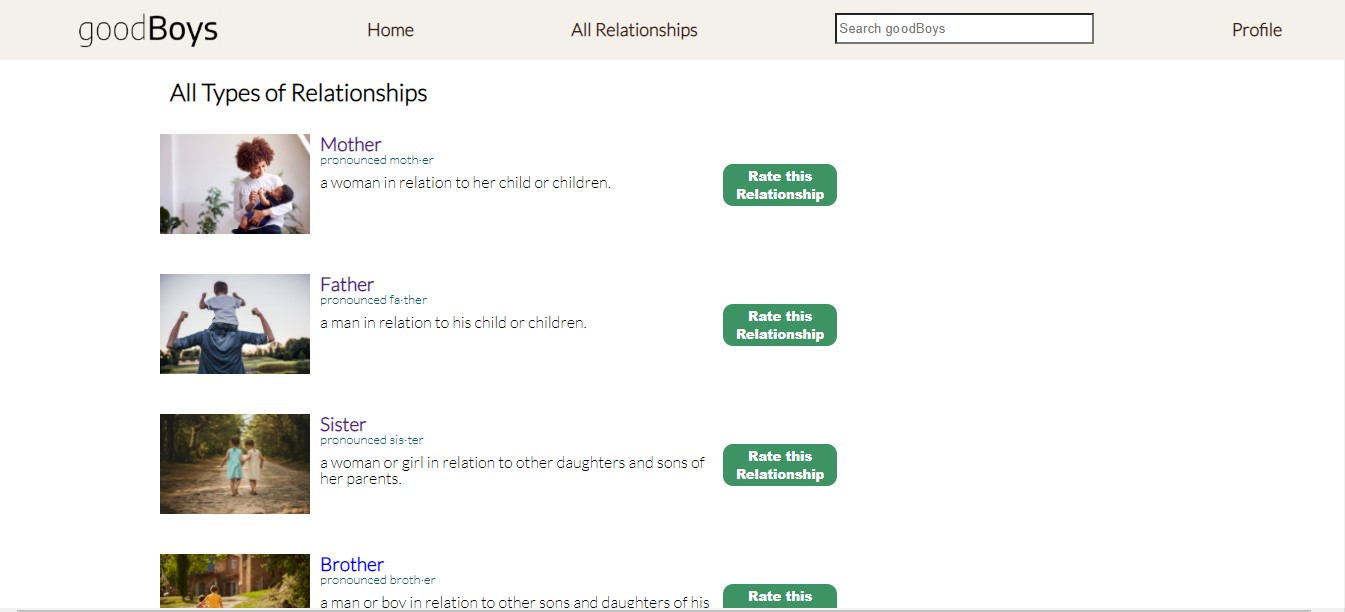 goodBoys Home All Relationships Search goodBoys Profile
All Types of Relationships
Mother
pronounced moth·er
a woman in relation to her child or children.
Rate this
Relationship
Father
pronounced fa·ther
a man in relation to his child or children.
Rate this
Relationship
Sister
pronounced sis·ter
a woman or girl in relation to other daughters and sons of
her parents.
Rate this
Relationship
Brother
pronounced broth·er
a man or boy in relation to other sons and daughters of his
Rate this